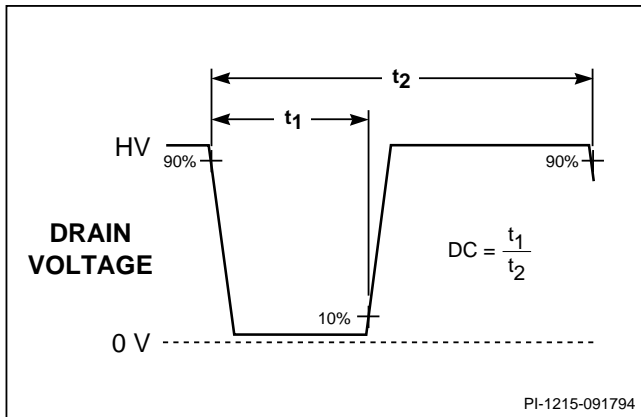 t2
t1
HV
90%
90%
DRAIN
VOLTAGE
DC = t1
t2
10%
0 V
PI-1215-091794